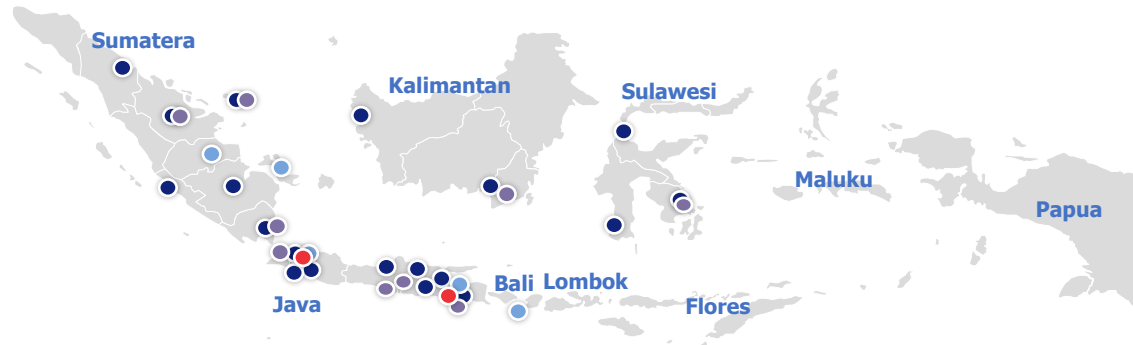 Sumatera
Kalimantan
Sulawesi
Maluku
Papua
Bali
Lombok
Java
Flores